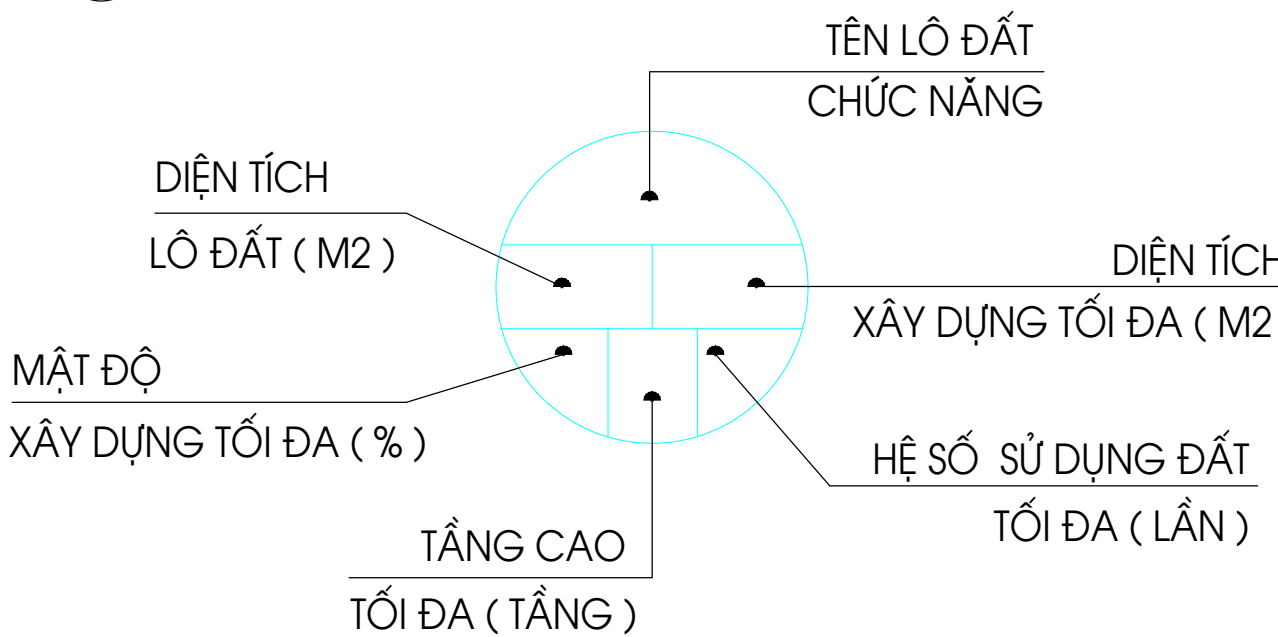 TÊN LÔ ĐẤT
CHỨC NĂNG
DIỆN TÍCH
LÔ ĐẤT ( M2 )
DIỆN TÍCH
XÂY DỰNG TỐI ĐA ( M2
MẬT ĐỘ
XÂY DỰNG TỐI ĐA ( % )
HỆ SỐ SỬ DỤNG ĐẤT
TỐI ĐA ( LẦN )
TẦNG CAO
TỐI ĐA ( TẦNG )